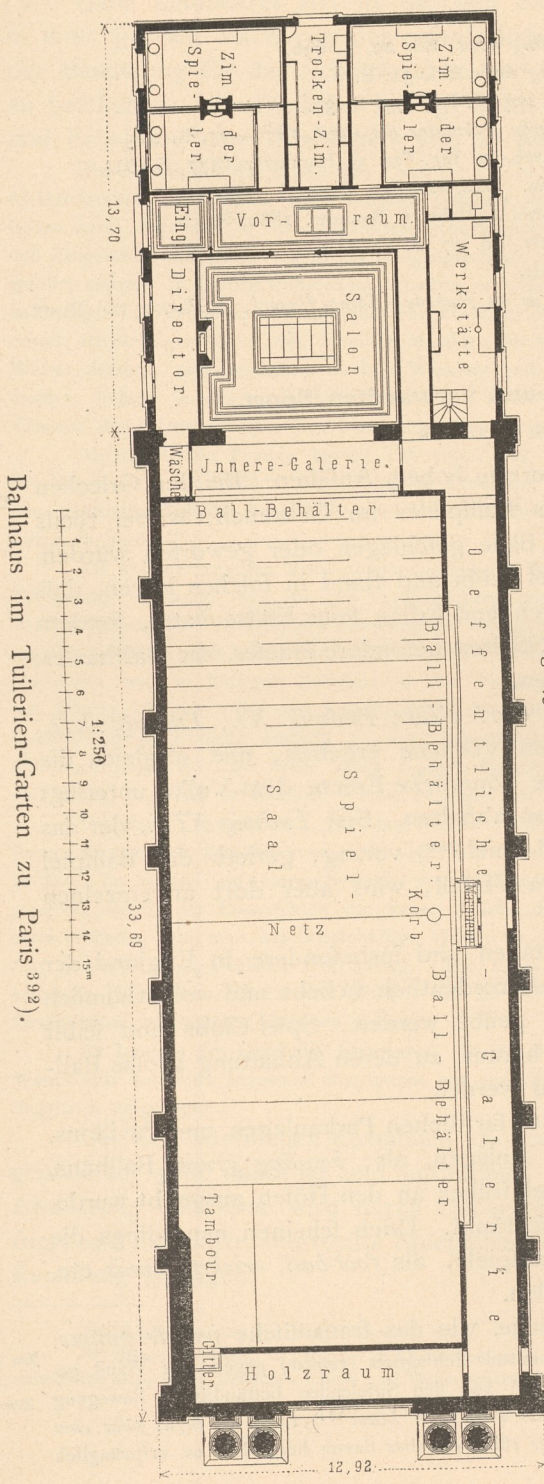 Zim. der
Spie- ler.
Trocken-Zim.
Zim. der
Spie- ler.
Eing
Vor- raum.
Werkstätte
Director.
Salon
13,70
Wäsche
Jnnere-Galerie.
Ball-Behälter
Oeffentliche - Galerie
Ball-Behälter.
Spiel-
Saal
Korb
Netz
Ball-Behälter.
33,69
Tambour
Gitter
Holzraum
12,92
1:250
1 2 3 4 5 6 7 8 9 10 11 12 13 14 15m
Ballhaus im Tuilerien-Garten zu Paris 392).